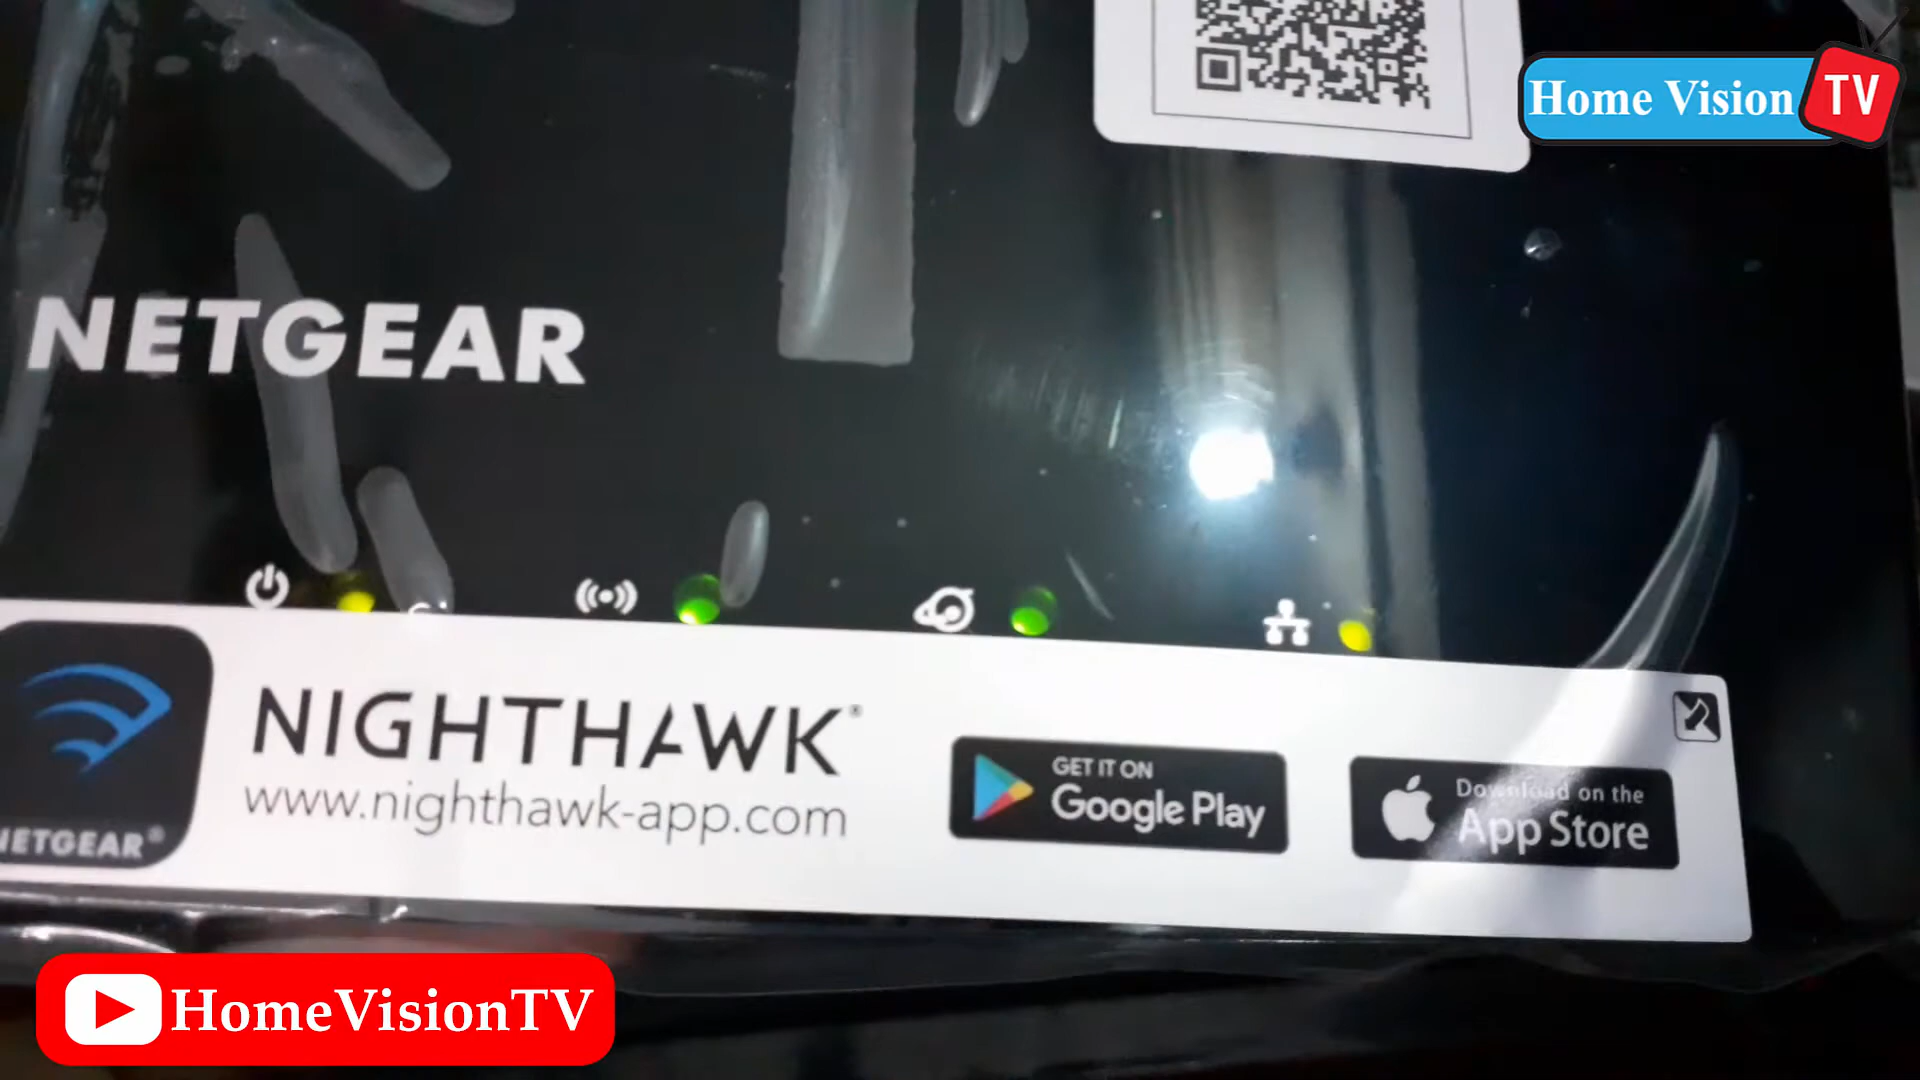 Home Vision TV
NETGEAR
NIGHTHAWK®
www.nighthawk-app.com
NETGEAR®
GET IT ON
Google Play
Download on the
App Store
HomeVisionTV